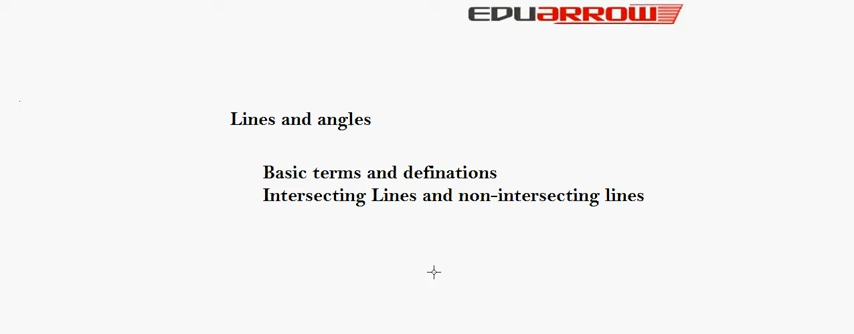 EDUARROW
Lines and angles
Basic terms and definations
Intersecting Lines and non-intersecting lines